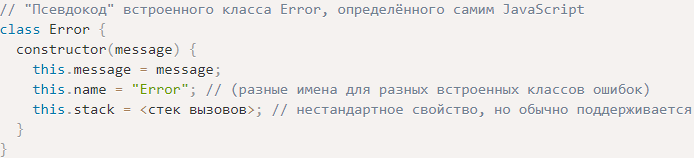 // "Псевдокод" встроенного класса Error, определённого самим JavaScript
class Error {
  constructor(message) {
    this.message = message;
    this.name = "Error"; // (разные имена для разных встроенных классов ошибок)
    this.stack = <стек вызовов>; // нестандартное свойство, но обычно поддерживается
  }
}